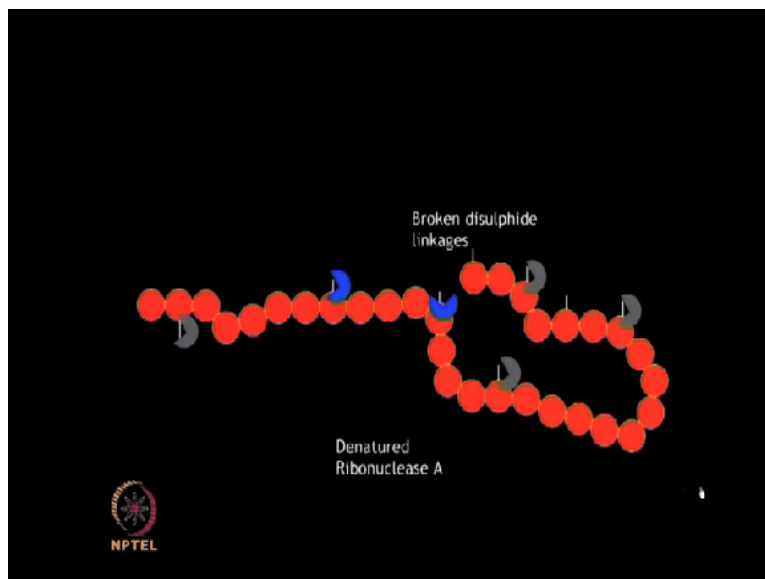 Broken disulphide
linkages
Denatured
Ribonuclease A
NPTEL